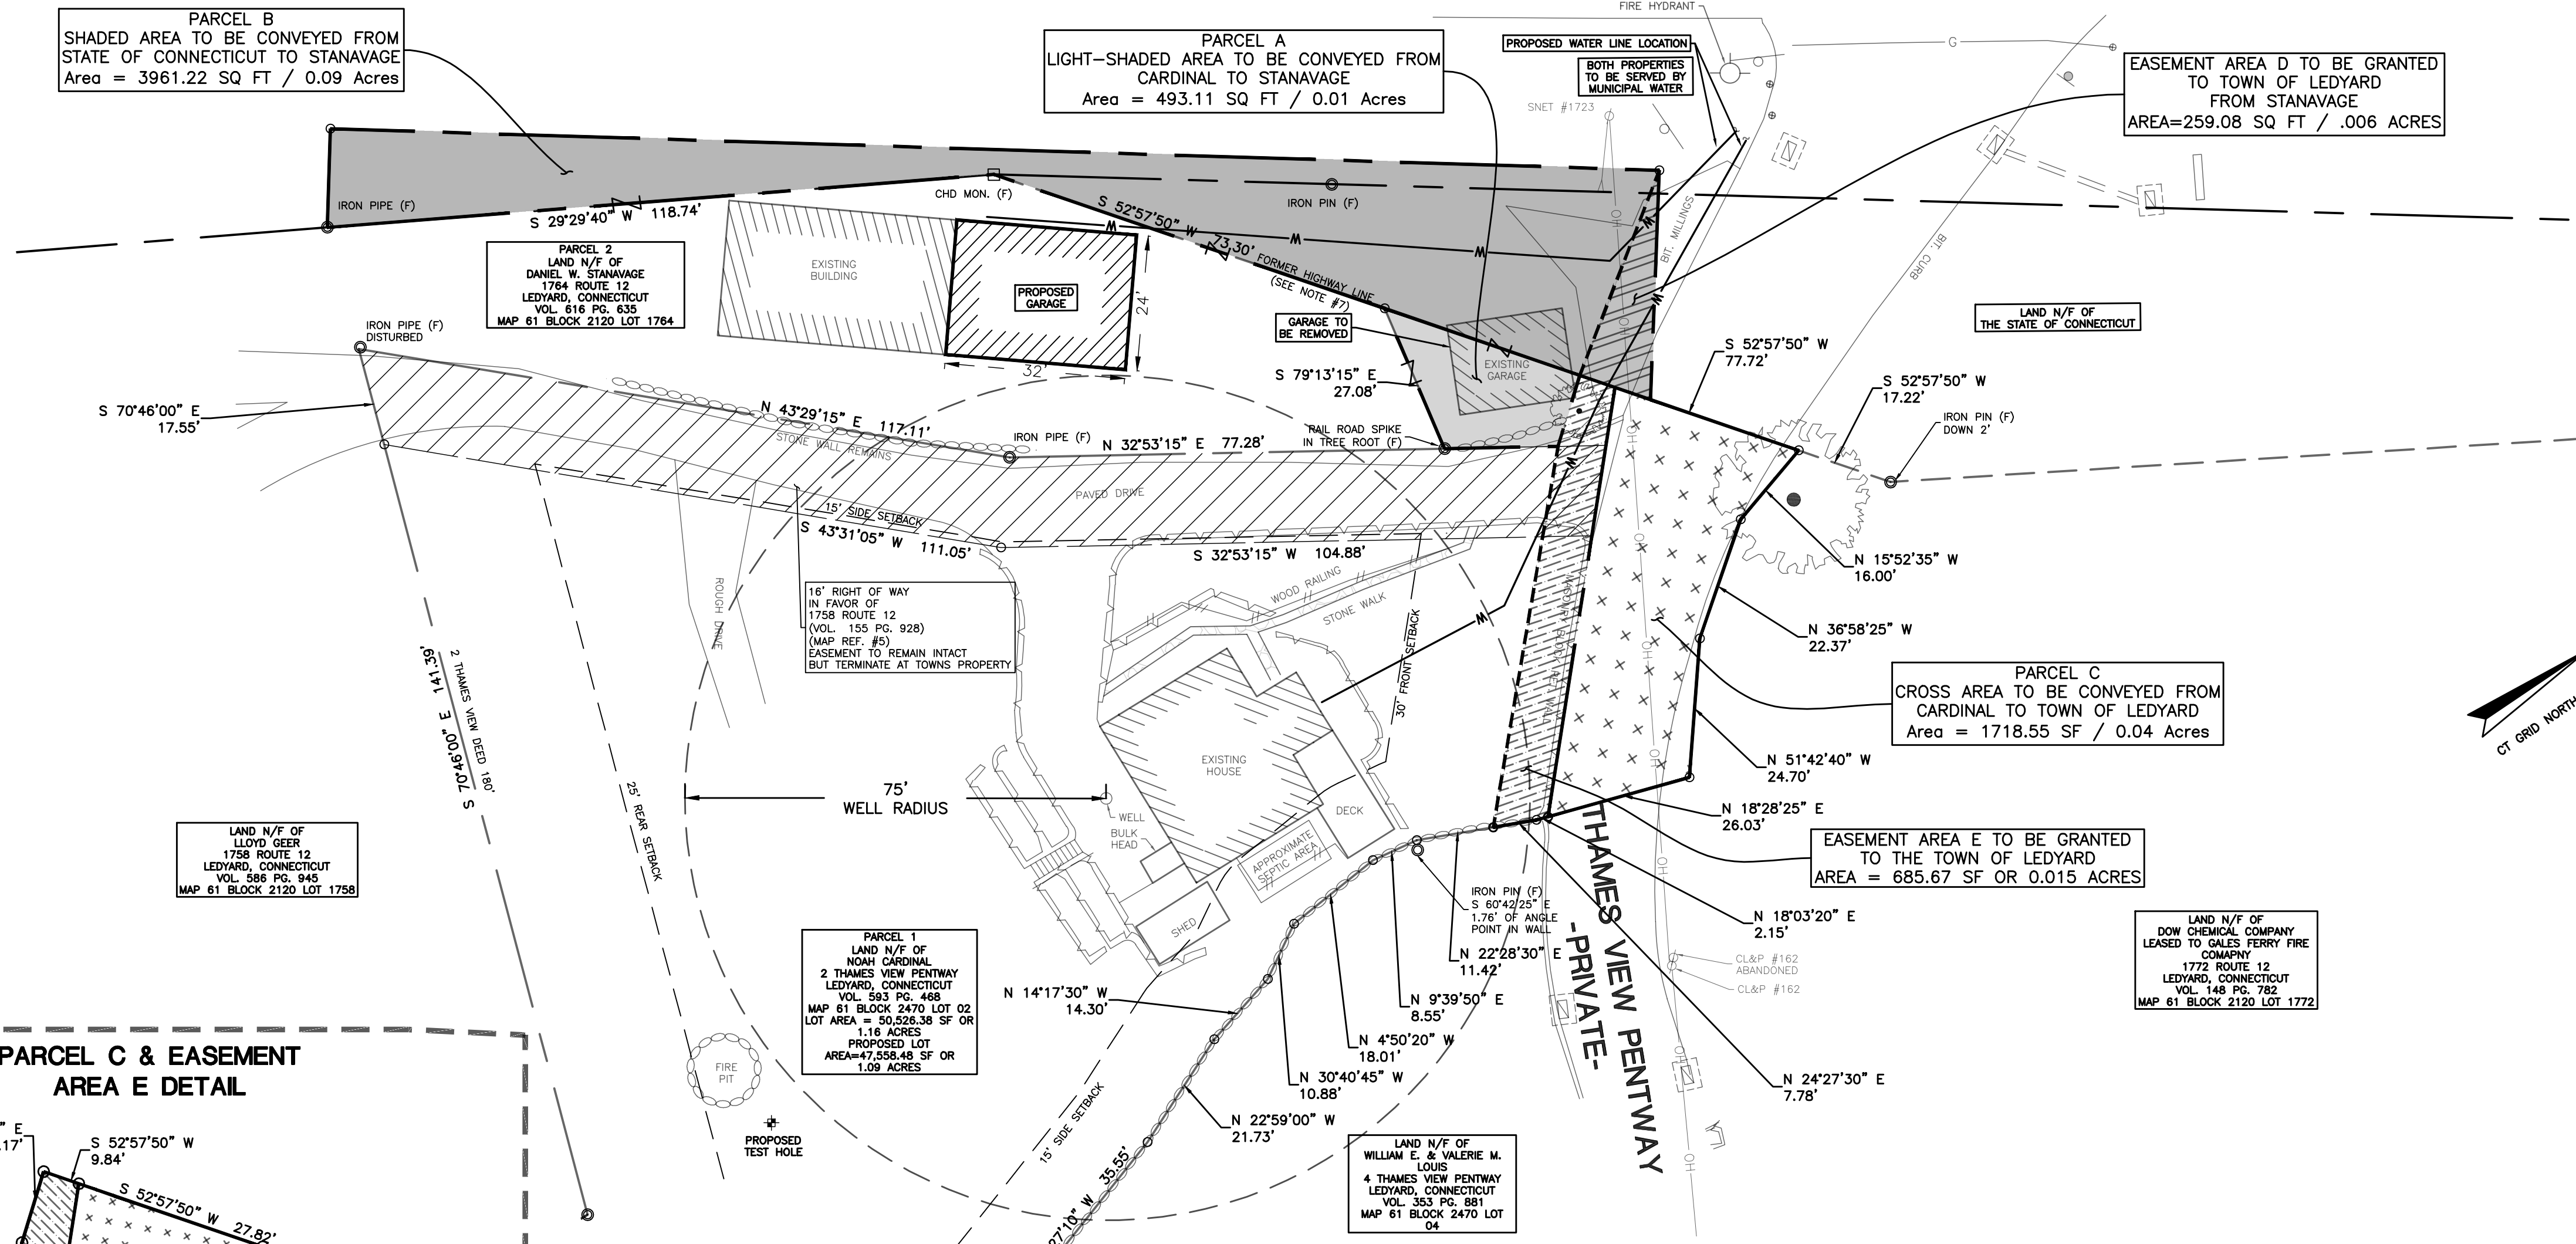 PARCEL B
SHADED AREA TO BE CONVEYED FROM
STATE OF CONNECTICUT TO STANAVAGE
Area = 3961.22 SQ FT / 0.09 Acres
PARCEL A
LIGHT-SHADED AREA TO BE CONVEYED FROM
CARDINAL TO STANAVAGE
Area = 493.11 SQ FT / 0.01 Acres
FIRE HYDRANT
PROPOSED WATER LINE LOCATION
BOTH PROPERTIES
TO BE SERVED BY
MUNICIPAL WATER
SNET #1723
G
EASEMENT AREA D TO BE GRANTED
TO TOWN OF LEDYARD
FROM STANAVAGE
AREA=259.08 SQ FT / .006 ACRES
IRON PIPE (F)
S 29°29'40" W 118.74'
CHD MON. (F)
IRON PIN (F)
S 52°57'50" W 73.30'
FORMER HIGHWAY LINE
(SEE NOTE #7)
W
W
W
W
W
OH
OH
BIT. MILLINGS
BIT. CURB
PARCEL 2
LAND N/F OF
DANIEL W. STANAVAGE
1764 ROUTE 12
LEDYARD, CONNECTICUT
VOL. 616 PG. 635
MAP 61 BLOCK 2120 LOT 1764
EXISTING
BUILDING
PROPOSED
GARAGE
24'
32'
GARAGE TO
BE REMOVED
EXISTING
GARAGE
LAND N/F OF
THE STATE OF CONNECTICUT
IRON PIPE (F)
DISTURBED
S 70°46'00" E
17.55'
S 79°13'15" E
27.08'
S 52°57'50" W
77.72'
S 52°57'50" W
17.22'
IRON PIN (F)
DOWN 2'
N 43°29'15" E 117.11'
STONE WALL REMAINS
IRON PIPE (F)
N 32°53'15" E 77.28'
RAIL ROAD SPIKE
IN TREE ROOT (F)
PAVED DRIVE
15' SIDE SETBACK
S 43°31'05" W 111.05'
S 32°53'15" W 104.88'
W
W
OH
OH
OH
OH
N 15°52'35" W
16.00'
16' RIGHT OF WAY
IN FAVOR OF
1758 ROUTE 12
(VOL. 155 PG. 928)
(MAP REF. #5)
EASEMENT TO REMAIN INTACT
BUT TERMINATE AT TOWNS PROPERTY
ROUGH DRIVE
WOOD RAILING
STONE WALK
30' FRONT SETBACK
MASONRY BLOCK RET. WALL
N 36°58'25" W
22.37'
PARCEL C
CROSS AREA TO BE CONVEYED FROM
CARDINAL TO TOWN OF LEDYARD
Area = 1718.55 SF / 0.04 Acres
CT GRID NORTH
S 70°46'00" E 141.39'
2 THAMES VIEW DEED 180'
25' REAR SETBACK
75'
WELL RADIUS
WELL
BULK
HEAD
EXISTING
HOUSE
DECK
APPROXIMATE
SEPTIC AREA
SHED
N 51°42'40" W
24.70'
N 18°28'25" E
26.03'
EASEMENT AREA E TO BE GRANTED
TO THE TOWN OF LEDYARD
AREA = 685.67 SF OR 0.015 ACRES
LAND N/F OF
LLOYD GEER
1758 ROUTE 12
LEDYARD, CONNECTICUT
VOL. 586 PG. 945
MAP 61 BLOCK 2120 LOT 1758
IRON PIN (F)
S 60°42'25" E
1.76' OF ANGLE
POINT IN WALL
N 22°28'30" E
11.42'
THAMES VIEW PENTWAY
-PRIVATE-
OH
OH
OH
N 18°03'20" E
2.15'
CL&P #162
ABANDONED
CL&P #162
LAND N/F OF
DOW CHEMICAL COMPANY
LEASED TO GALES FERRY FIRE
COMAPNY
1772 ROUTE 12
LEDYARD, CONNECTICUT
VOL. 148 PG. 782
MAP 61 BLOCK 2120 LOT 1772
PARCEL 1
LAND N/F OF
NOAH CARDINAL
2 THAMES VIEW PENTWAY
LEDYARD, CONNECTICUT
VOL. 593 PG. 468
MAP 61 BLOCK 2470 LOT 02
LOT AREA = 50,526.38 SF OR
1.16 ACRES
PROPOSED LOT
AREA=47,558.48 SF OR
1.09 ACRES
N 14°17'30" W
14.30'
N 9°39'50" E
8.55'
N 4°50'20" W
18.01'
N 30°40'45" W
10.88'
N 24°27'30" E
7.78'
N 22°59'00" W
21.73'
PARCEL C & EASEMENT
AREA E DETAIL
FIRE
PIT
PROPOSED
TEST HOLE
15' SIDE SETBACK
27'10" W 35.55'
LAND N/F OF
WILLIAM E. & VALERIE M.
LOUIS
4 THAMES VIEW PENTWAY
LEDYARD, CONNECTICUT
VOL. 353 PG. 881
MAP 61 BLOCK 2470 LOT
04
" E
.17'
S 52°57'50" W
9.84'
S 52°57'50" W 27.82'